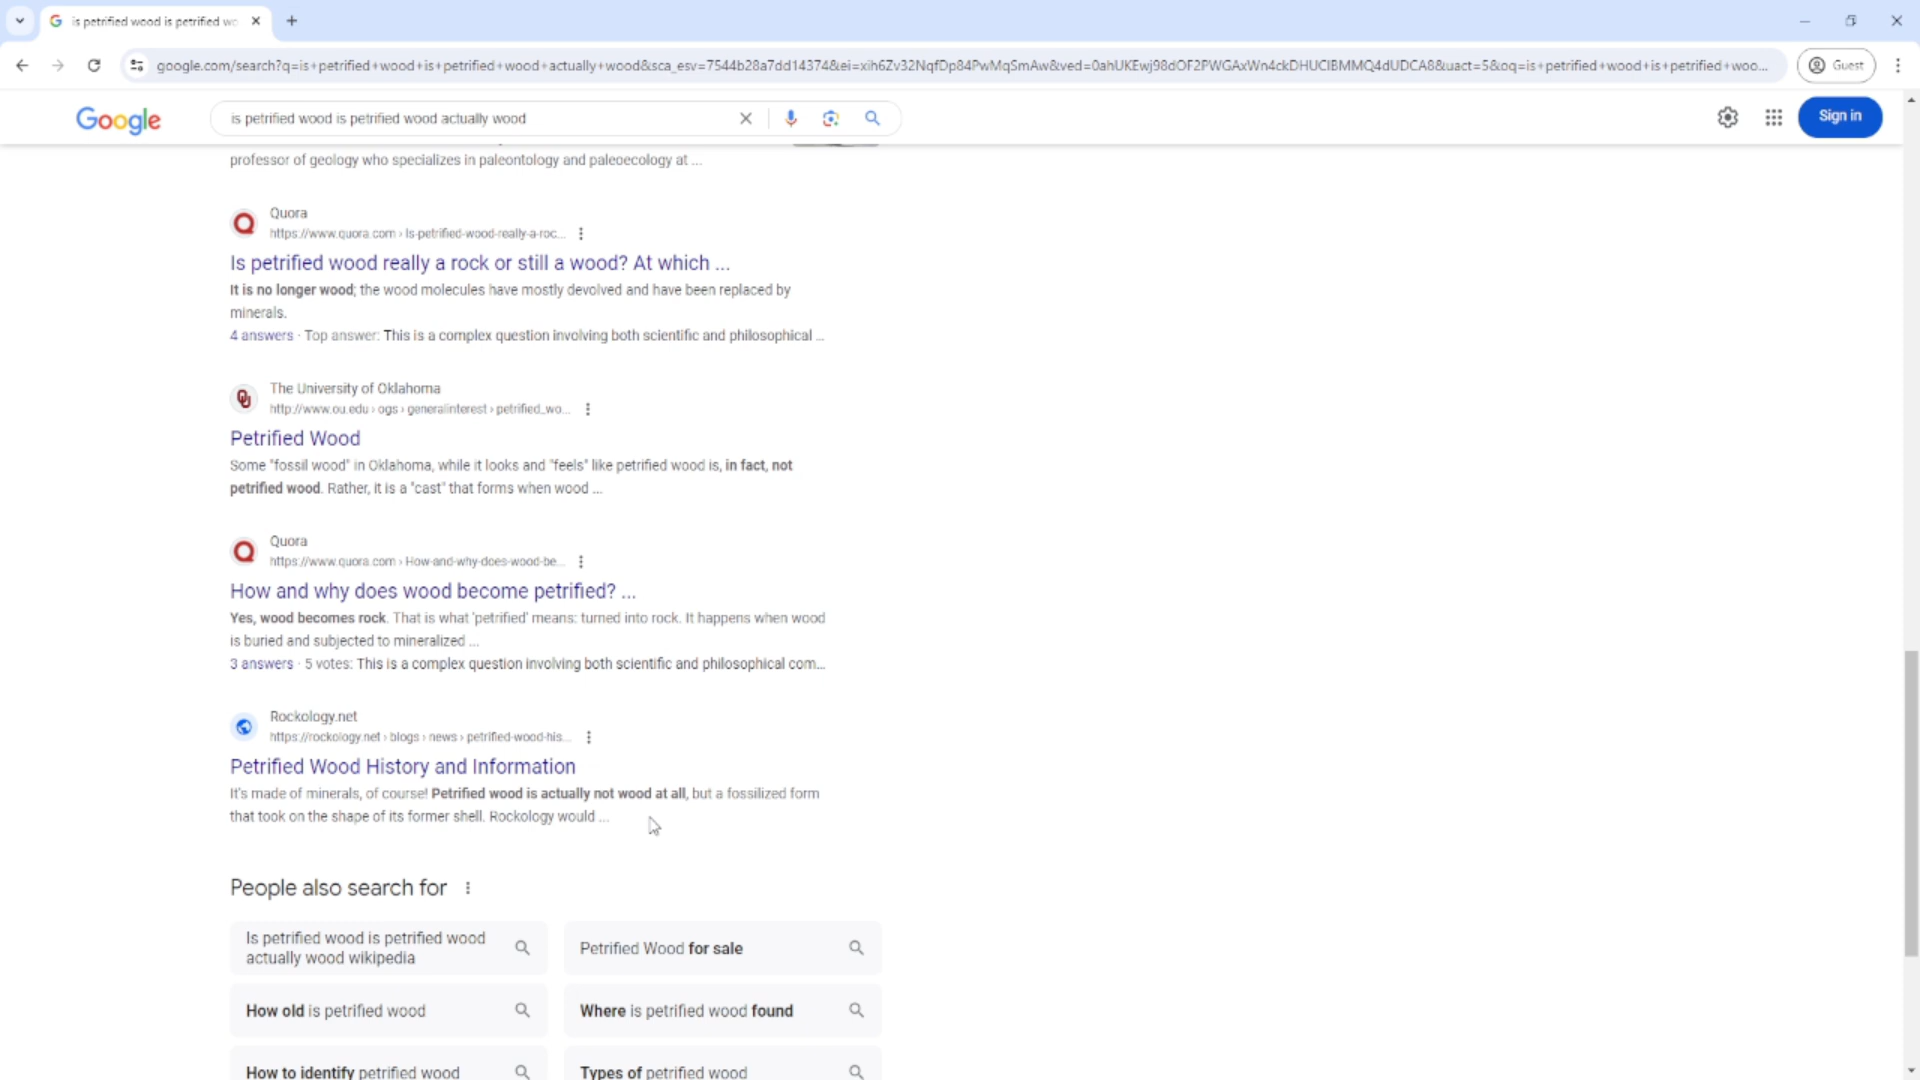 is petrified wood is petrified wo
google.com/search?q=is+petrified+wood+is+petrified+wood+actually+wood&sca_esv=7544b28a7dd14374&ei=xih6Zv32NqfDp84PwMqSmAw&ved=0ahUKEwj98dOF2PWGAxWn4ckDHUCIBMMQ4dUDCA8&uact=5&oq=is+petrified+wood+is+petrified+woo...
Guest
Google
is petrified wood is petrified wood actually wood
Sign in
professor of geology who specializes in paleontology and paleoecology at ...
Quora
https://www.quora.com › Is-petrified-wood-really-a-roc...
Is petrified wood really a rock or still a wood? At which ...
It is no longer wood; the wood molecules have mostly devolved and have been replaced by
minerals.
4 answers · Top answer: This is a complex question involving both scientific and philosophical ...
The University of Oklahoma
http://www.ou.edu › ogs › generalinterest › petrified_wo...
Petrified Wood
Some "fossil wood" in Oklahoma, while it looks and "feels" like petrified wood is, in fact, not
petrified wood. Rather, it is a "cast" that forms when wood ...
Quora
https://www.quora.com › How-and-why-does-wood-be...
How and why does wood become petrified? ...
Yes, wood becomes rock. That is what 'petrified' means: turned into rock. It happens when wood
is buried and subjected to mineralized ...
3 answers · 5 votes: This is a complex question involving both scientific and philosophical com...
Rockology.net
https://rockology.net › blogs › news › petrified-wood-his...
Petrified Wood History and Information
It's made of minerals, of course! Petrified wood is actually not wood at all, but a fossilized form
that took on the shape of its former shell. Rockology would ...
People also search for
Is petrified wood is petrified wood
actually wood wikipedia
Petrified Wood for sale
How old is petrified wood
Where is petrified wood found
How to identify petrified wood
Types of petrified wood